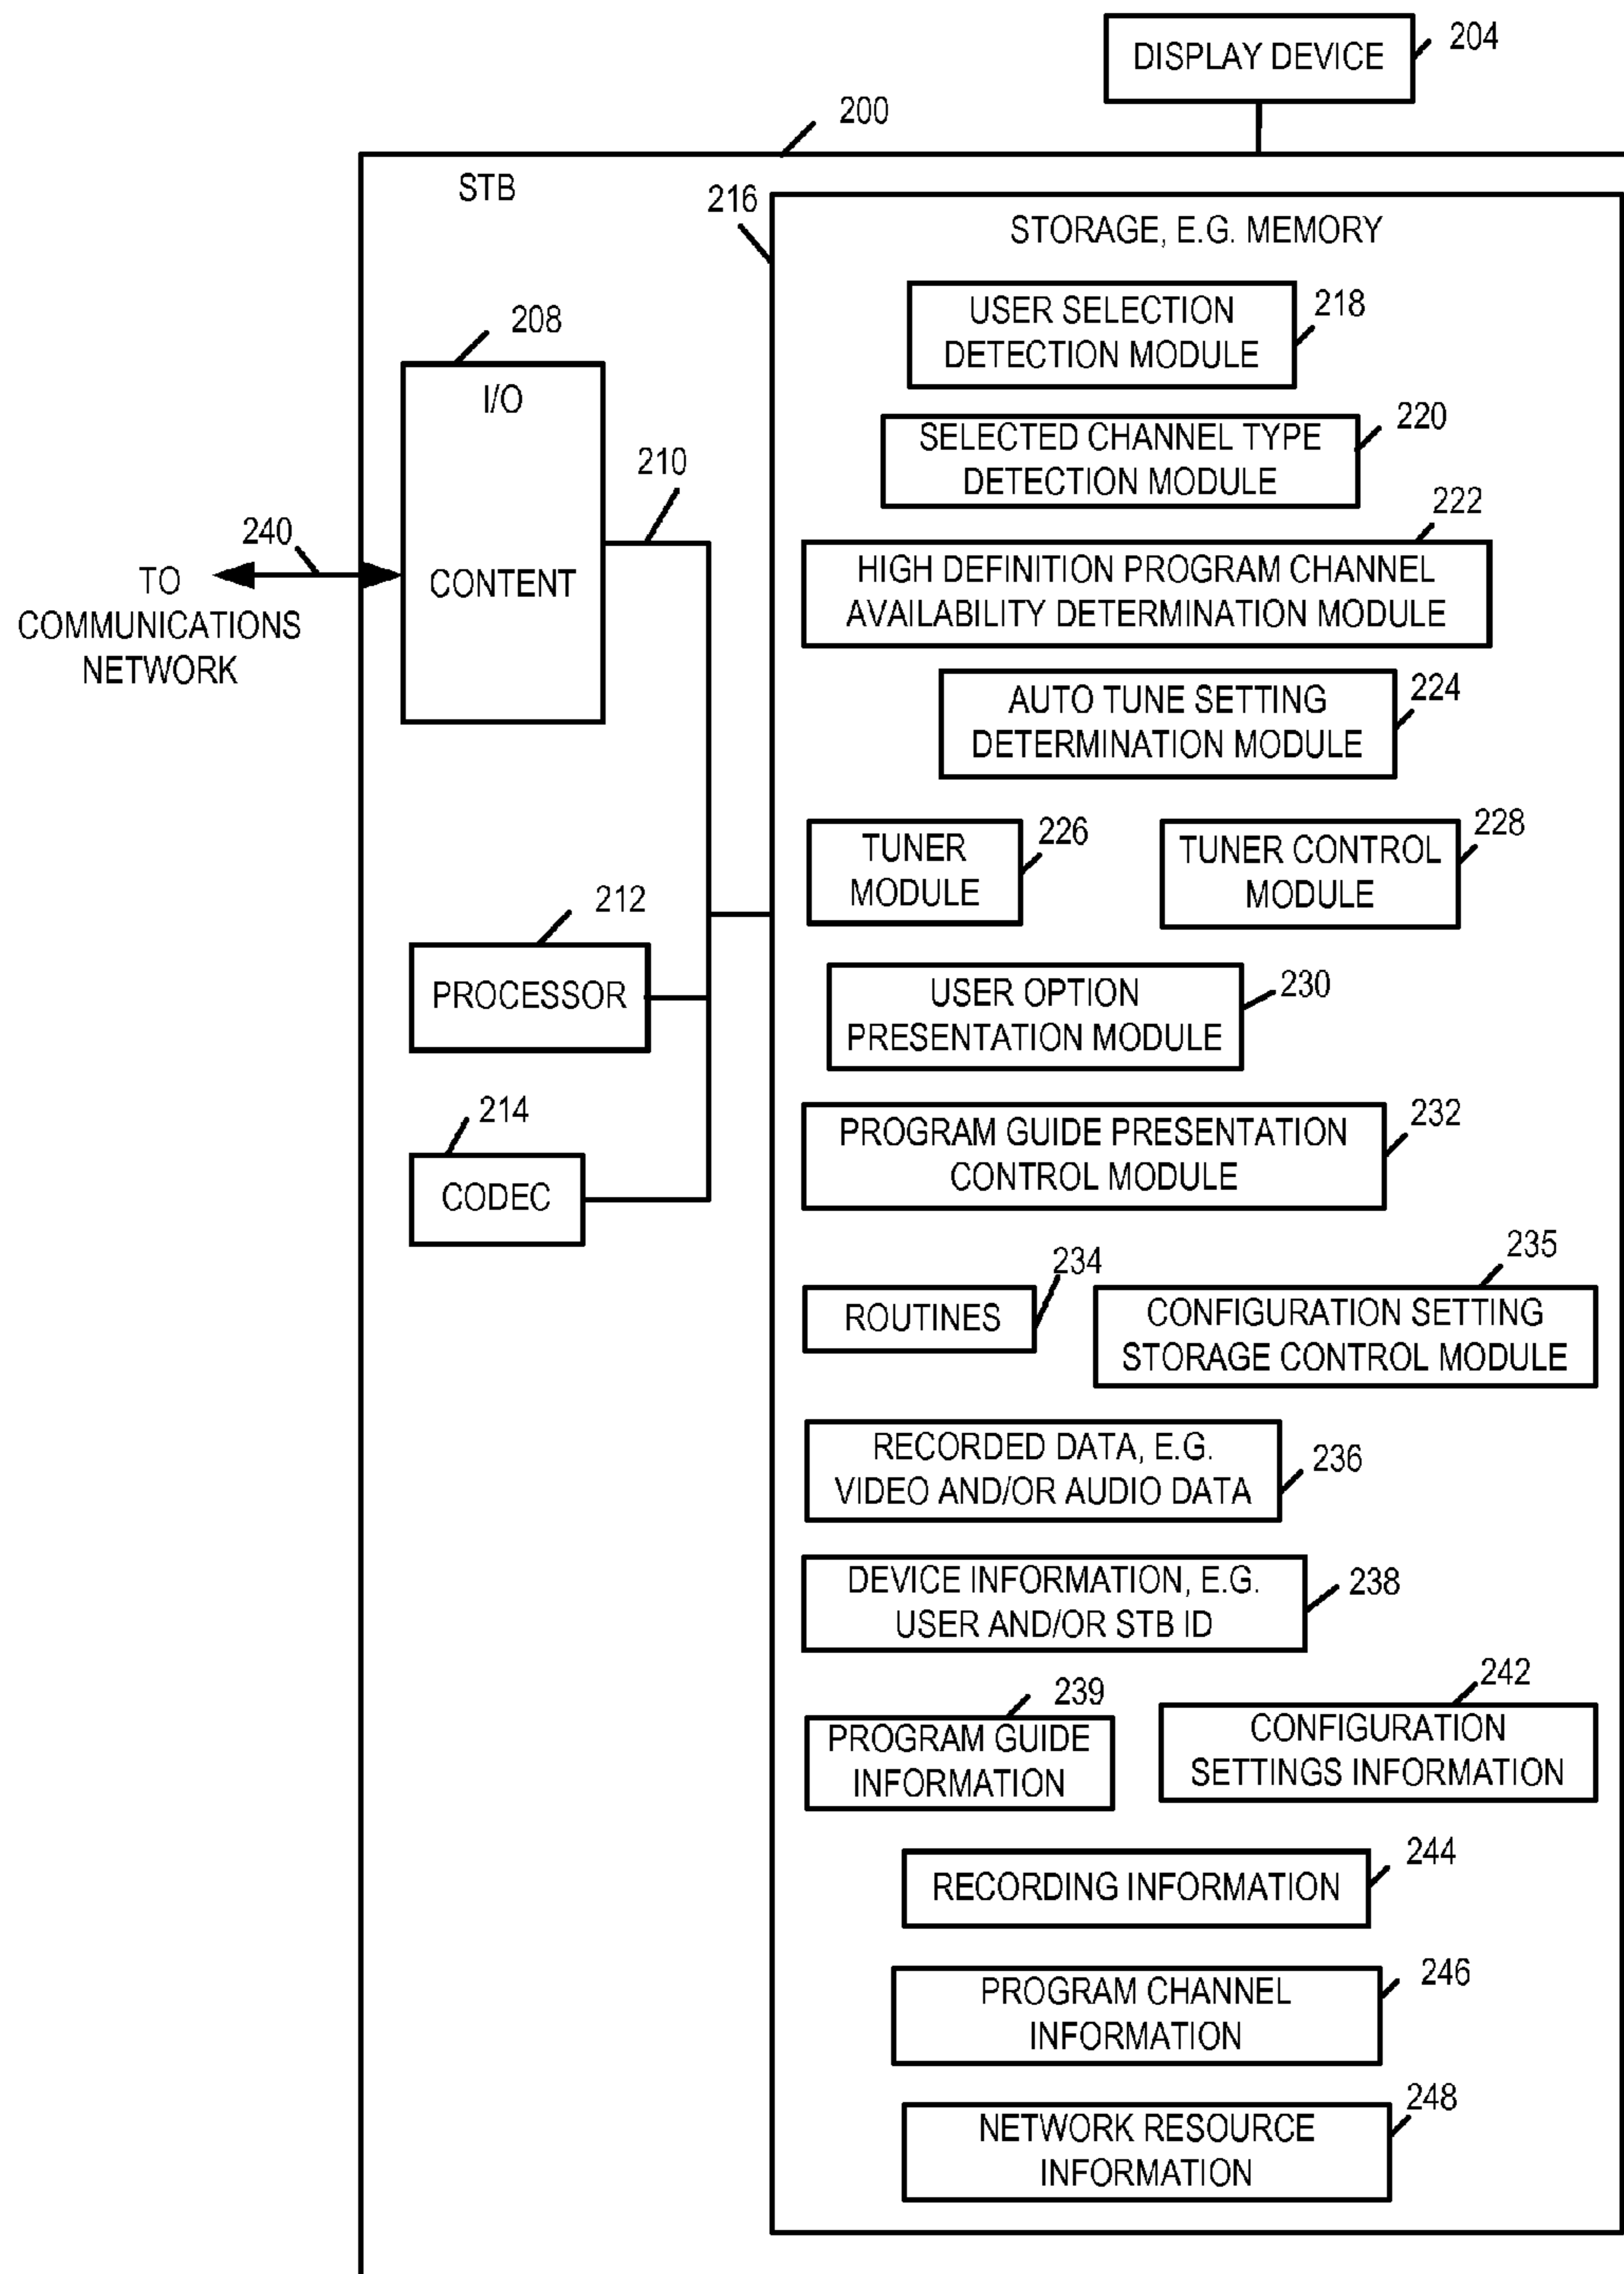 DISPLAY DEVICE
204
200
STB
216
STORAGE, E.G. MEMORY
208
I/O
CONTENT
210
240
TO
COMMUNICATIONS
NETWORK
212
PROCESSOR
214
CODEC
USER SELECTION
DETECTION MODULE
218
SELECTED CHANNEL TYPE
DETECTION MODULE
220
222
HIGH DEFINITION PROGRAM CHANNEL
AVAILABILITY DETERMINATION MODULE
AUTO TUNE SETTING
DETERMINATION MODULE
224
TUNER
MODULE
226
TUNER CONTROL
MODULE
228
USER OPTION
PRESENTATION MODULE
230
PROGRAM GUIDE PRESENTATION
CONTROL MODULE
232
ROUTINES
234
235
CONFIGURATION SETTING
STORAGE CONTROL MODULE
RECORDED DATA, E.G.
VIDEO AND/OR AUDIO DATA
236
DEVICE INFORMATION, E.G.
USER AND/OR STB ID
238
239
PROGRAM GUIDE
INFORMATION
242
CONFIGURATION
SETTINGS INFORMATION
RECORDING INFORMATION
244
PROGRAM CHANNEL
INFORMATION
246
NETWORK RESOURCE
INFORMATION
248